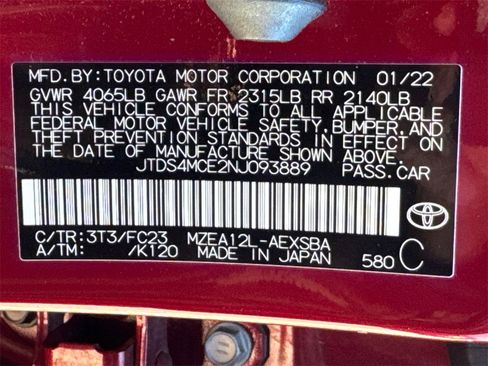 MFD.BY:TOYOTA MOTOR CORPORATION 01/22
GVWR 4065LB GAWR FR 2315LB RR 2140LB
THIS VEHICLE CONFORMS TO ALL APPLICABLE
FEDERAL MOTOR VEHICLE SAFETY, BUMPER, AND
THEFT PREVENTION STANDARDS IN EFFECT ON
THE DATE OF MANUFACTURE SHOWN ABOVE.
JTDS4MCE2NJ093889 PASS.CAR
C/TR:3T3/FC23 MZEA12L-AEXSBA
A/TM: /K120 MADE IN JAPAN 580 C